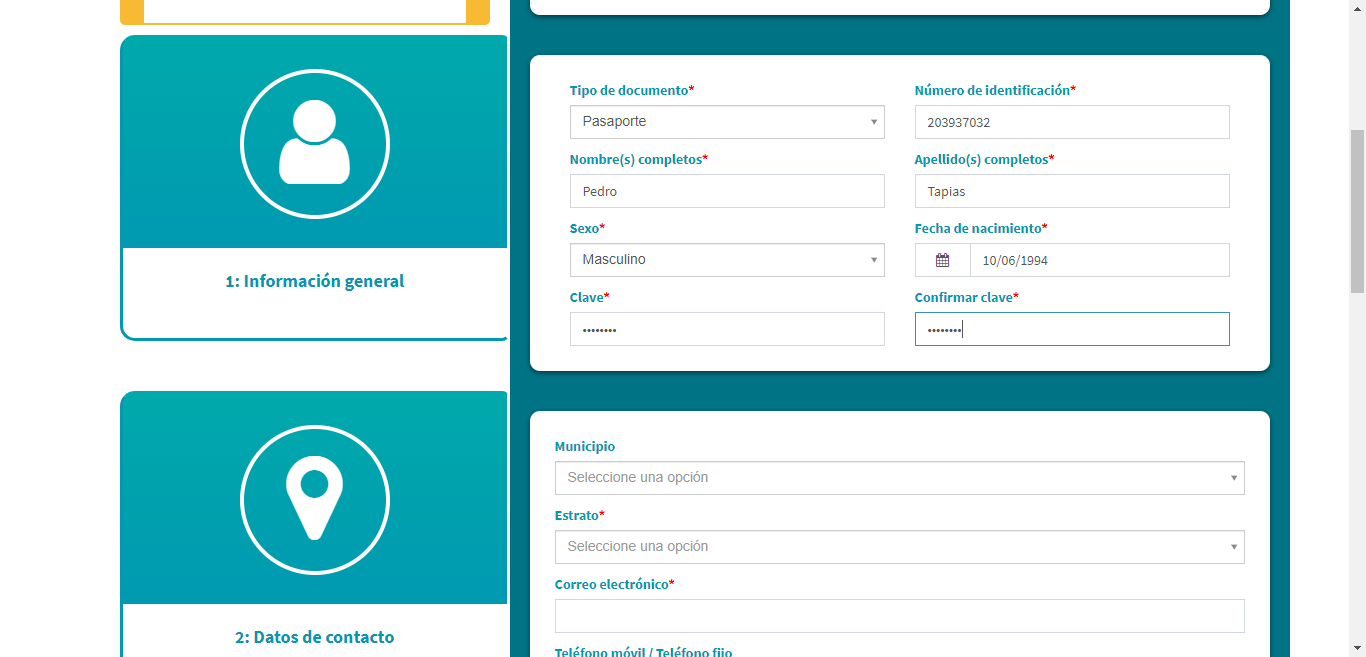 Tipo de documento*
Número de identificación*
Pasaporte
203937032
Nombre(s) completos*
Apellido(s) completos*
Pedro
Tapias
Sexo*
Fecha de nacimiento*
Masculino
10/06/1994
1: Información general
Clave*
Confirmar clave*
••••••••
••••••••
Municipio
Seleccione una opción
Estrato*
Seleccione una opción
Correo electrónico*
2: Datos de contacto
Teléfono móvil / Teléfono fijo